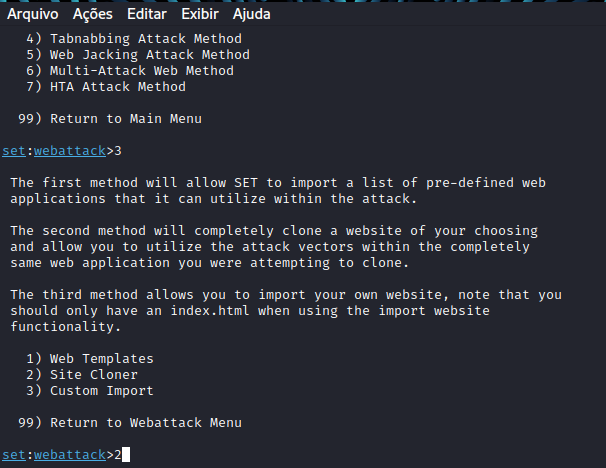 Arquivo Ações Editar Exibir Ajuda
4) Tabnabbing Attack Method
5) Web Jacking Attack Method
6) Multi-Attack Web Method
7) HTA Attack Method
99) Return to Main Menu
set:webattack>3
The first method will allow SET to import a list of pre-defined web
applications that it can utilize within the attack.
The second method will completely clone a website of your choosing
and allow you to utilize the attack vectors within the completely
same web application you were attempting to clone.
The third method allows you to import your own website, note that you
should only have an index.html when using the import website
functionality.
1) Web Templates
2) Site Cloner
3) Custom Import
99) Return to Webattack Menu
set:webattack>2